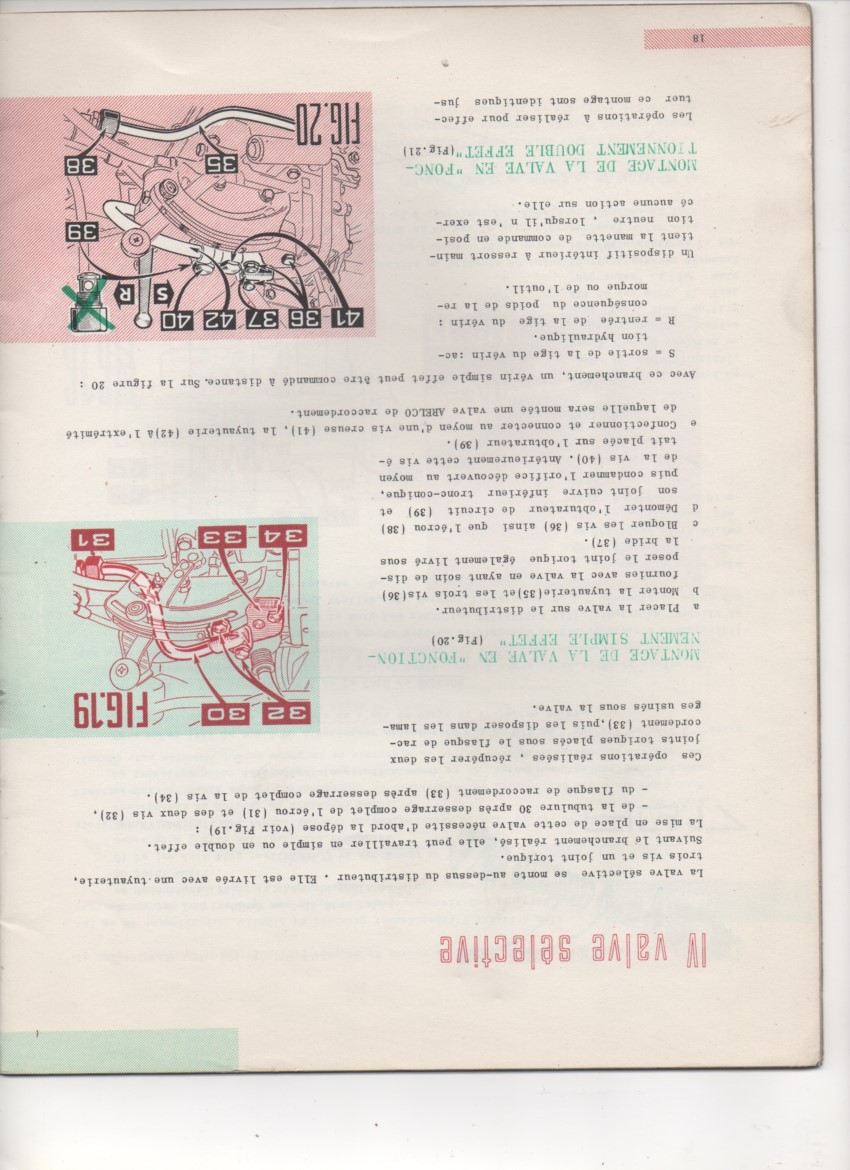 IV valve sélective
La valve sélective se monte au-dessus du distributeur . Elle est livrée avec une tuyauterie,
trois vis et un joint torique.
Suivant le branchement réalisé, elle peut travailler en simple ou en double effet.
La mise en place de cette valve nécessite d'abord la dépose (voir Fig.19) :
- de la tubulure 30 après desserrage complet de l'écrou (31) et des deux vis (32),
- du flasque de raccordement (33) après desserrage complet de la vis (34).
Ces opérations réalisées , récupérer les deux
joints toriques placés sous le flasque de rac-
cordement (33),puis les disposer dans les lama-
ges usinés sous la valve.
32
30
FIG.19
31
33
34
MONTAGE DE LA VALVE EN "FONCTION-
NEMENT SIMPLE EFFET" (Fig.20)
a Placer la valve sur le distributeur.
b Monter la tuyauterie(35)et les trois vis(36)
fournies avec la valve en ayant soin de dis-
poser le joint torique également livré sous
la bride (37).
c Bloquer les vis (36) ainsi que l'écrou (38)
d Démonter l'obturateur de circuit (39) et
son joint cuivre inférieur tronc-conique,
puis condamner l'orifice découvert au moyen
de la vis (40). Antérieurement cette vis é-
tait placée sur l'obturateur (39).
e Confectionner et connecter au moyen d'une vis creuse (41), la tuyauterie (42)à l'extrémité
de laquelle sera montée une valve ARELCO de raccordement.
Avec ce branchement, un vérin simple effet peut être commandé à distance.Sur la figure 20 :
S = sortie de la tige du vérin :ac-
tion hydraulique.
R = rentrée de la tige du vérin :
conséquence du poids de la re-
morque ou de l'outil.
Un dispositif intérieur à ressort main-
tient la manette de commande en posi-
tion neutre , lorsqu'il n'est exer-
cé aucune action sur elle.
MONTAGE DE LA VALVE EN "FONC-
TIONNEMENT DOUBLE EFFET"(Fig.21)
Les opérations à réaliser pour effec-
tuer ce montage sont identiques jus-
41
36
37
42
40
S
R
39
35
38
FIG.20
18